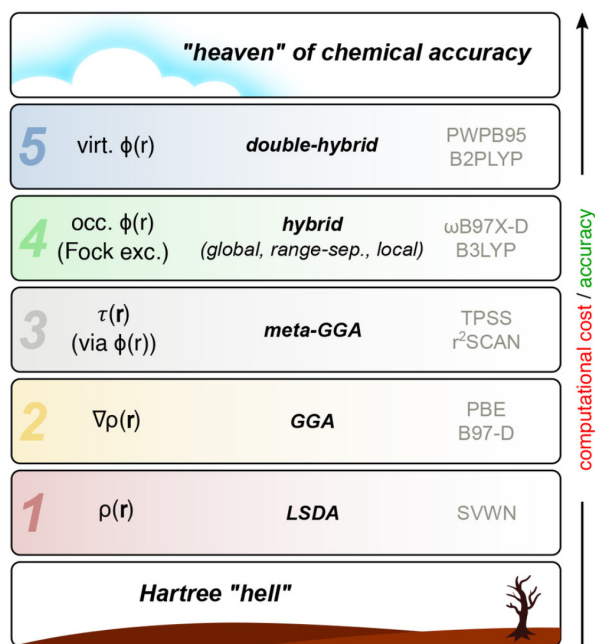 "heaven" of chemical accuracy
5 virt. ϕ(r) double-hybrid PWPB95
B2PLYP
4 occ. ϕ(r)
(Fock exc.) hybrid
(global, range-sep., local) ωB97X-D
B3LYP
3 τ(r)
(via ϕ(r)) meta-GGA TPSS
r²SCAN
2 ∇ρ(r) GGA PBE
B97-D
1 ρ(r) LSDA SVWN
Hartree "hell"
computational cost / accuracy